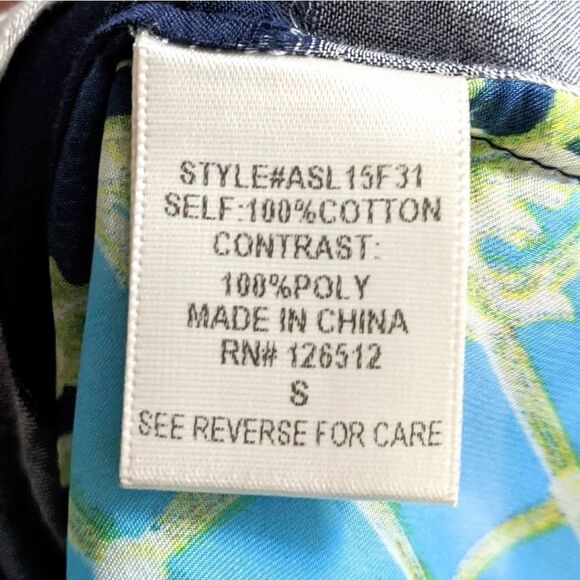 STYLE#ASL15F31
SELF:100%COTTON
CONTRAST:
100%POLY
MADE IN CHINA
RN# 126512
S
SEE REVERSE FOR CARE